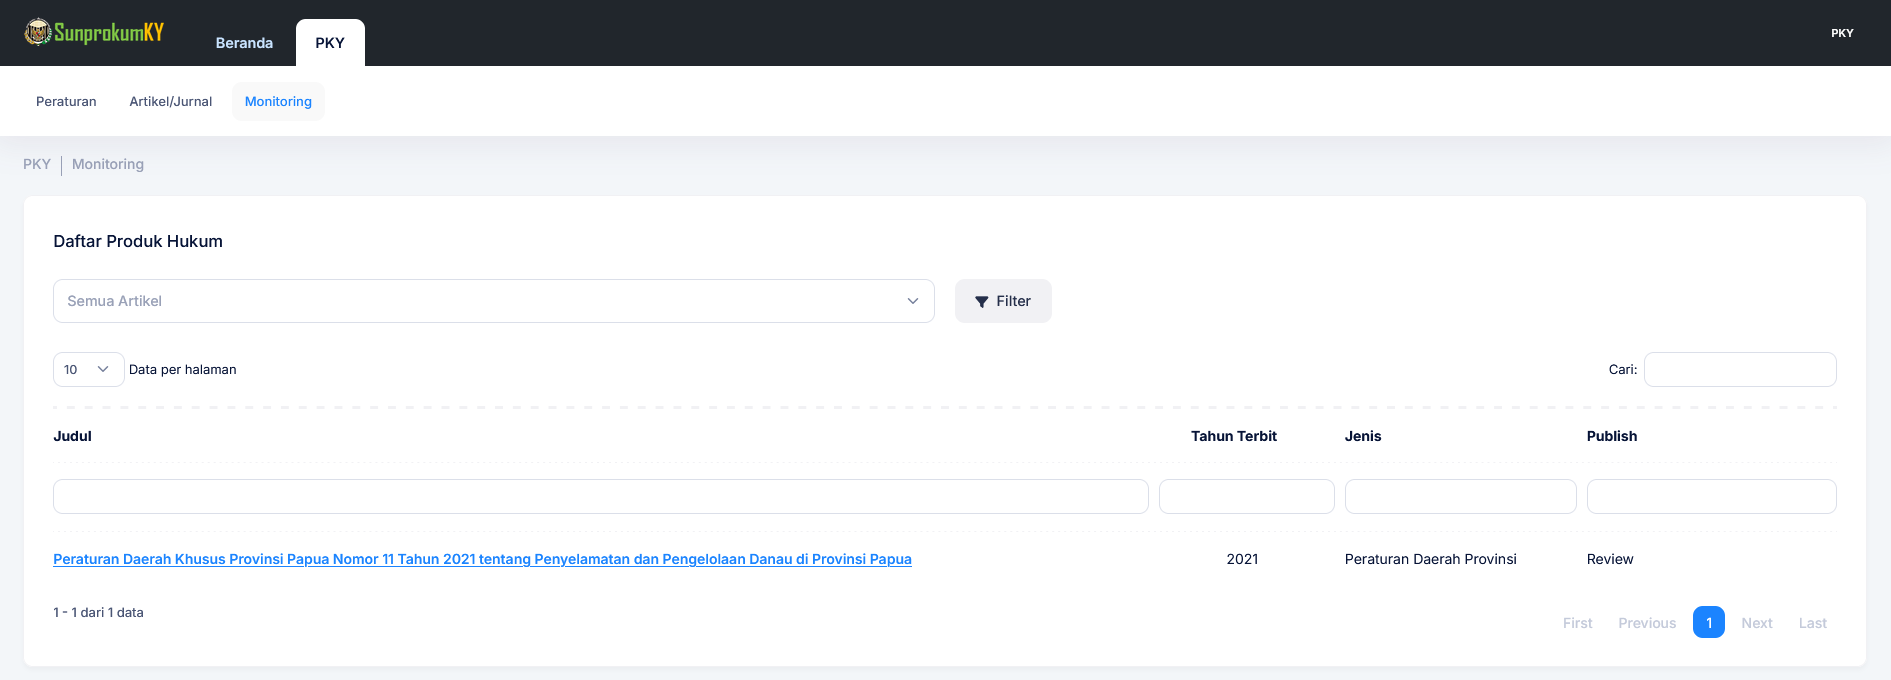 SunprokumKY
Beranda
PKY
PKY
Peraturan
Artikel/Jurnal
Monitoring
PKY | Monitoring
Daftar Produk Hukum
Semua Artikel
Filter
10 Data per halaman
Cari:
Judul
Tahun Terbit
Jenis
Publish
Peraturan Daerah Khusus Provinsi Papua Nomor 11 Tahun 2021 tentang Penyelamatan dan Pengelolaan Danau di Provinsi Papua
2021
Peraturan Daerah Provinsi
Review
1 - 1 dari 1 data
First
Previous
1
Next
Last